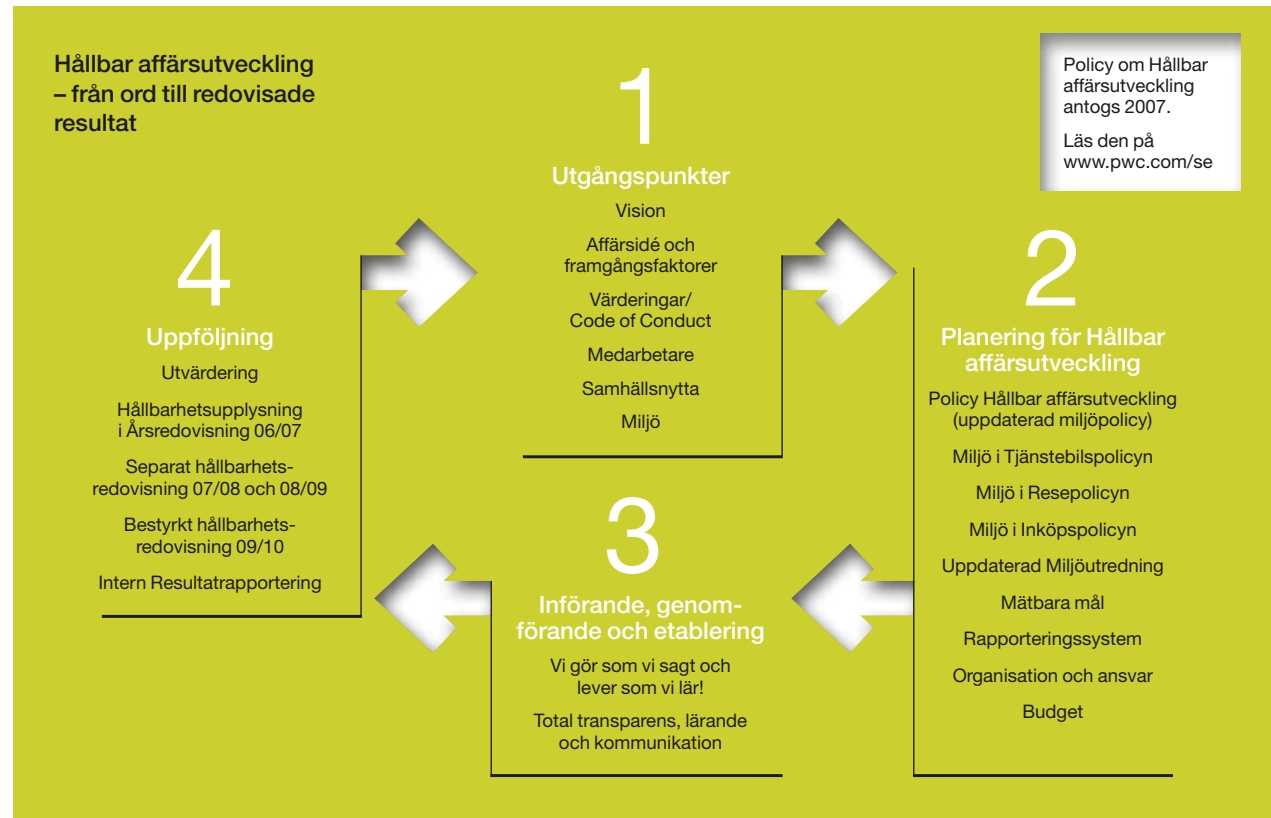 Hållbar affärsutveckling
– från ord till redovisade
resultat
Policy om Hållbar
affärsutveckling
antogs 2007.
Läs den på
www.pwc.com/se
1
Utgångspunkter
Vision
Affärsidé och
framgångsfaktorer
Värderingar/
Code of Conduct
Medarbetare
Samhällsnytta
Miljö
2
Planering för Hållbar
affärsutveckling
Policy Hållbar affärsutveckling
(uppdaterad miljöpolicy)
Miljö i Tjänstebilspolicyn
Miljö i Resepolicyn
Miljö i Inköpspolicyn
Uppdaterad Miljöutredning
Mätbara mål
Rapporteringssystem
Organisation och ansvar
Budget
3
Införande, genom-
förande och etablering
Vi gör som vi sagt och
lever som vi lär!
Total transparens, lärande
och kommunikation
4
Uppföljning
Utvärdering
Hållbarhetsupplysning
i Årsredovisning 06/07
Separat hållbarhets-
redovisning 07/08 och 08/09
Bestyrkt hållbarhets-
redovisning 09/10
Intern Resultatrapportering